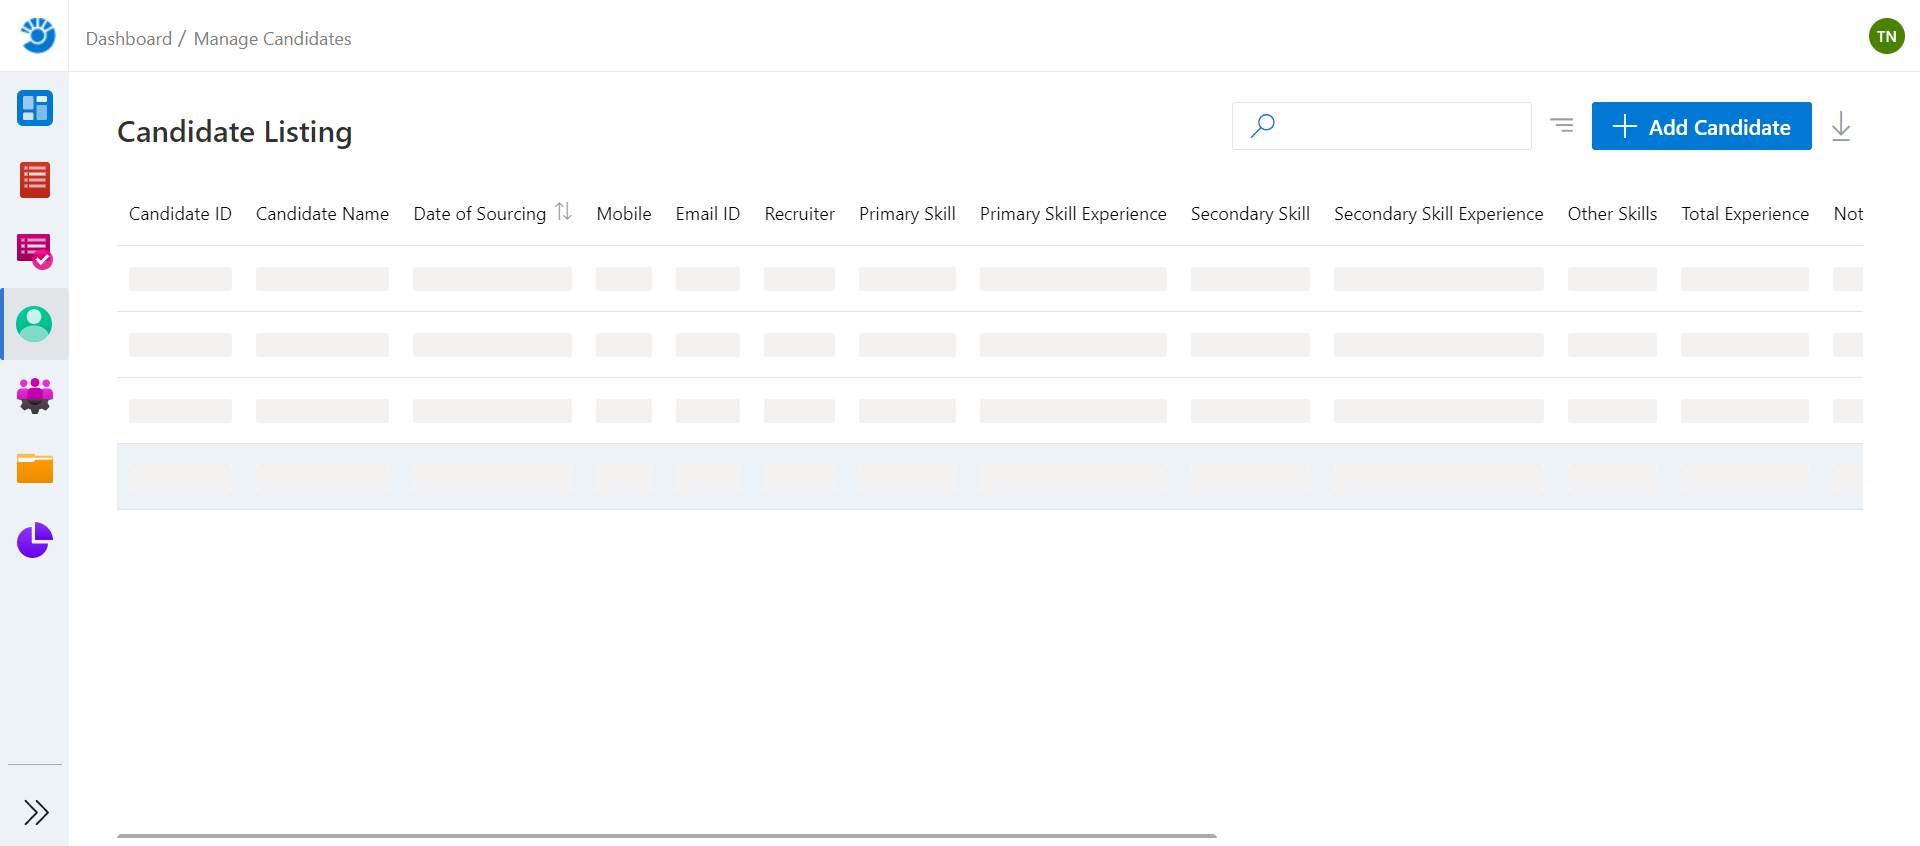 Dashboard / Manage Candidates
TN
Candidate Listing
Add Candidate
Candidate ID Candidate Name Date of Sourcing Mobile Email ID Recruiter Primary Skill Primary Skill Experience Secondary Skill Secondary Skill Experience Other Skills Total Experience Not